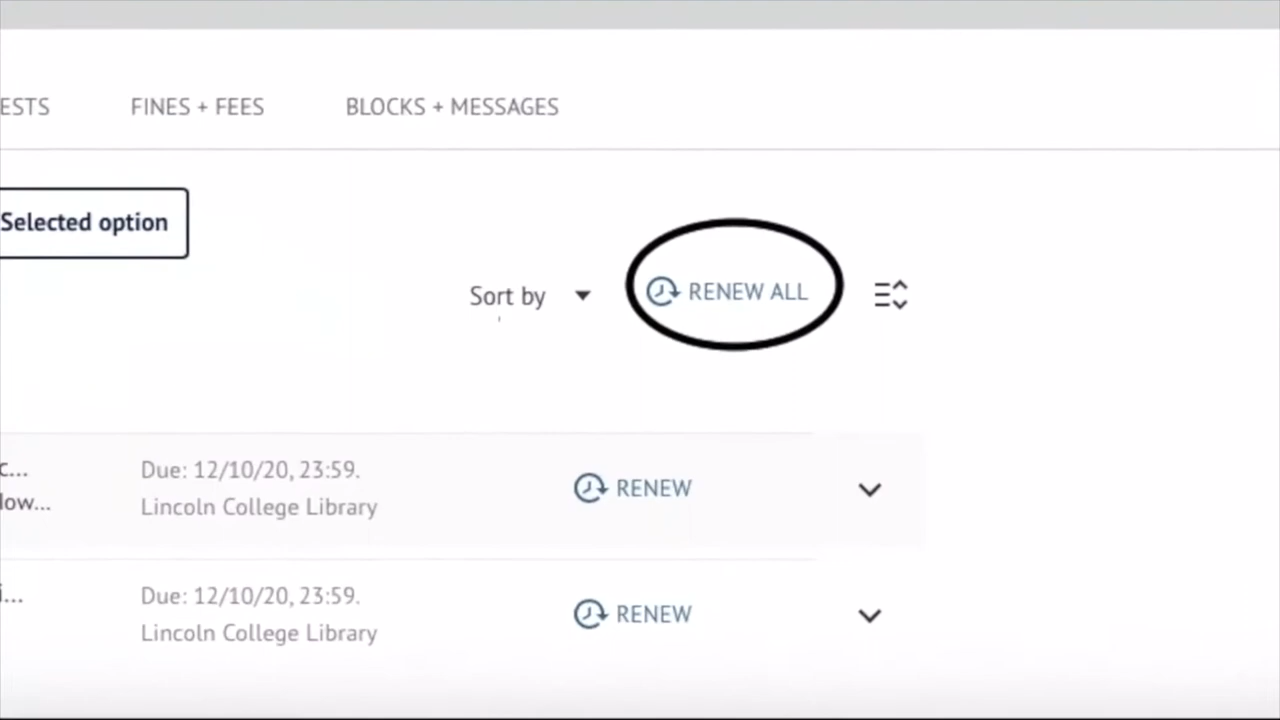 ESTS FINES + FEES BLOCKS + MESSAGES
Selected option
Sort by RENEW ALL
c...
Due: 12/10/20, 23:59.
RENEW
low...
Lincoln College Library
i...
Due: 12/10/20, 23:59.
RENEW
Lincoln College Library